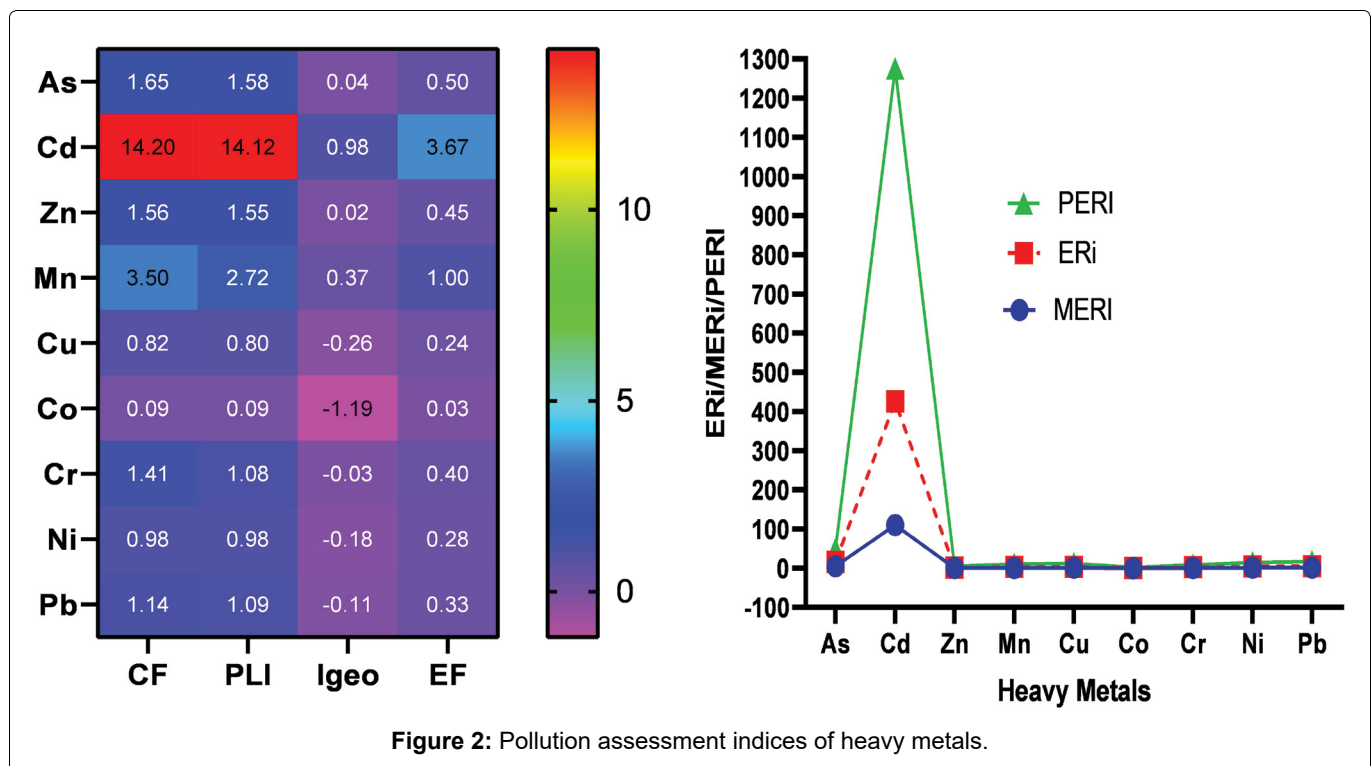 As 1.65 1.58 0.04 0.50
Cd 14.20 14.12 0.98 3.67
Zn 1.56 1.55 0.02 0.45
Mn 3.50 2.72 0.37 1.00
Cu 0.82 0.80 -0.26 0.24
Co 0.09 0.09 -1.19 0.03
Cr 1.41 1.08 -0.03 0.40
Ni 0.98 0.98 -0.18 0.28
Pb 1.14 1.09 -0.11 0.33
CF PLI Igeo EF
10
5
0
ERi/MERi/PERI
1300
1200
1100
1000
900
800
700
600
500
400
300
200
100
0
-100
PERI
ERi
MERI
As Cd Zn Mn Cu Co Cr Ni Pb
Heavy Metals
Figure 2: Pollution assessment indices of heavy metals.